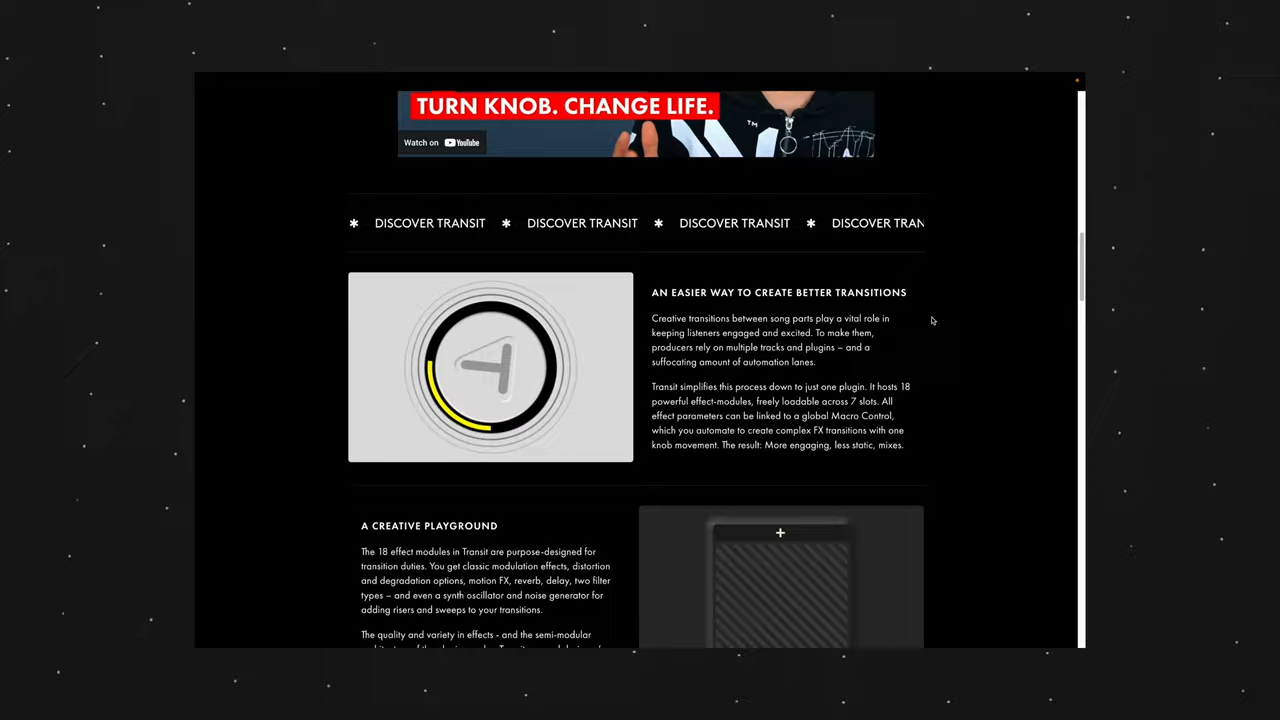 TURN KNOB. CHANGE LIFE.
TM
Watch on YouTube
* DISCOVER TRANSIT * DISCOVER TRANSIT * DISCOVER TRANSIT * DISCOVER TRAN
AN EASIER WAY TO CREATE BETTER TRANSITIONS
Creative transitions between song parts play a vital role in
keeping listeners engaged and excited. To make them,
producers rely on multiple tracks and plugins – and a
suffocating amount of automation lanes.
Transit simplifies this process down to just one plugin. It hosts 18
powerful effect-modules, freely loadable across 7 slots. All
effect parameters can be linked to a global Macro Control,
which you automate to create complex FX transitions with one
knob movement. The result: More engaging, less static, mixes.
A CREATIVE PLAYGROUND
The 18 effect modules in Transit are purpose-designed for
transition duties. You get classic modulation effects, distortion
and degradation options, motion FX, reverb, delay, two filter
types – and even a synth oscillator and noise generator for
adding risers and sweeps to your transitions.
The quality and variety in effects - and the semi-modular